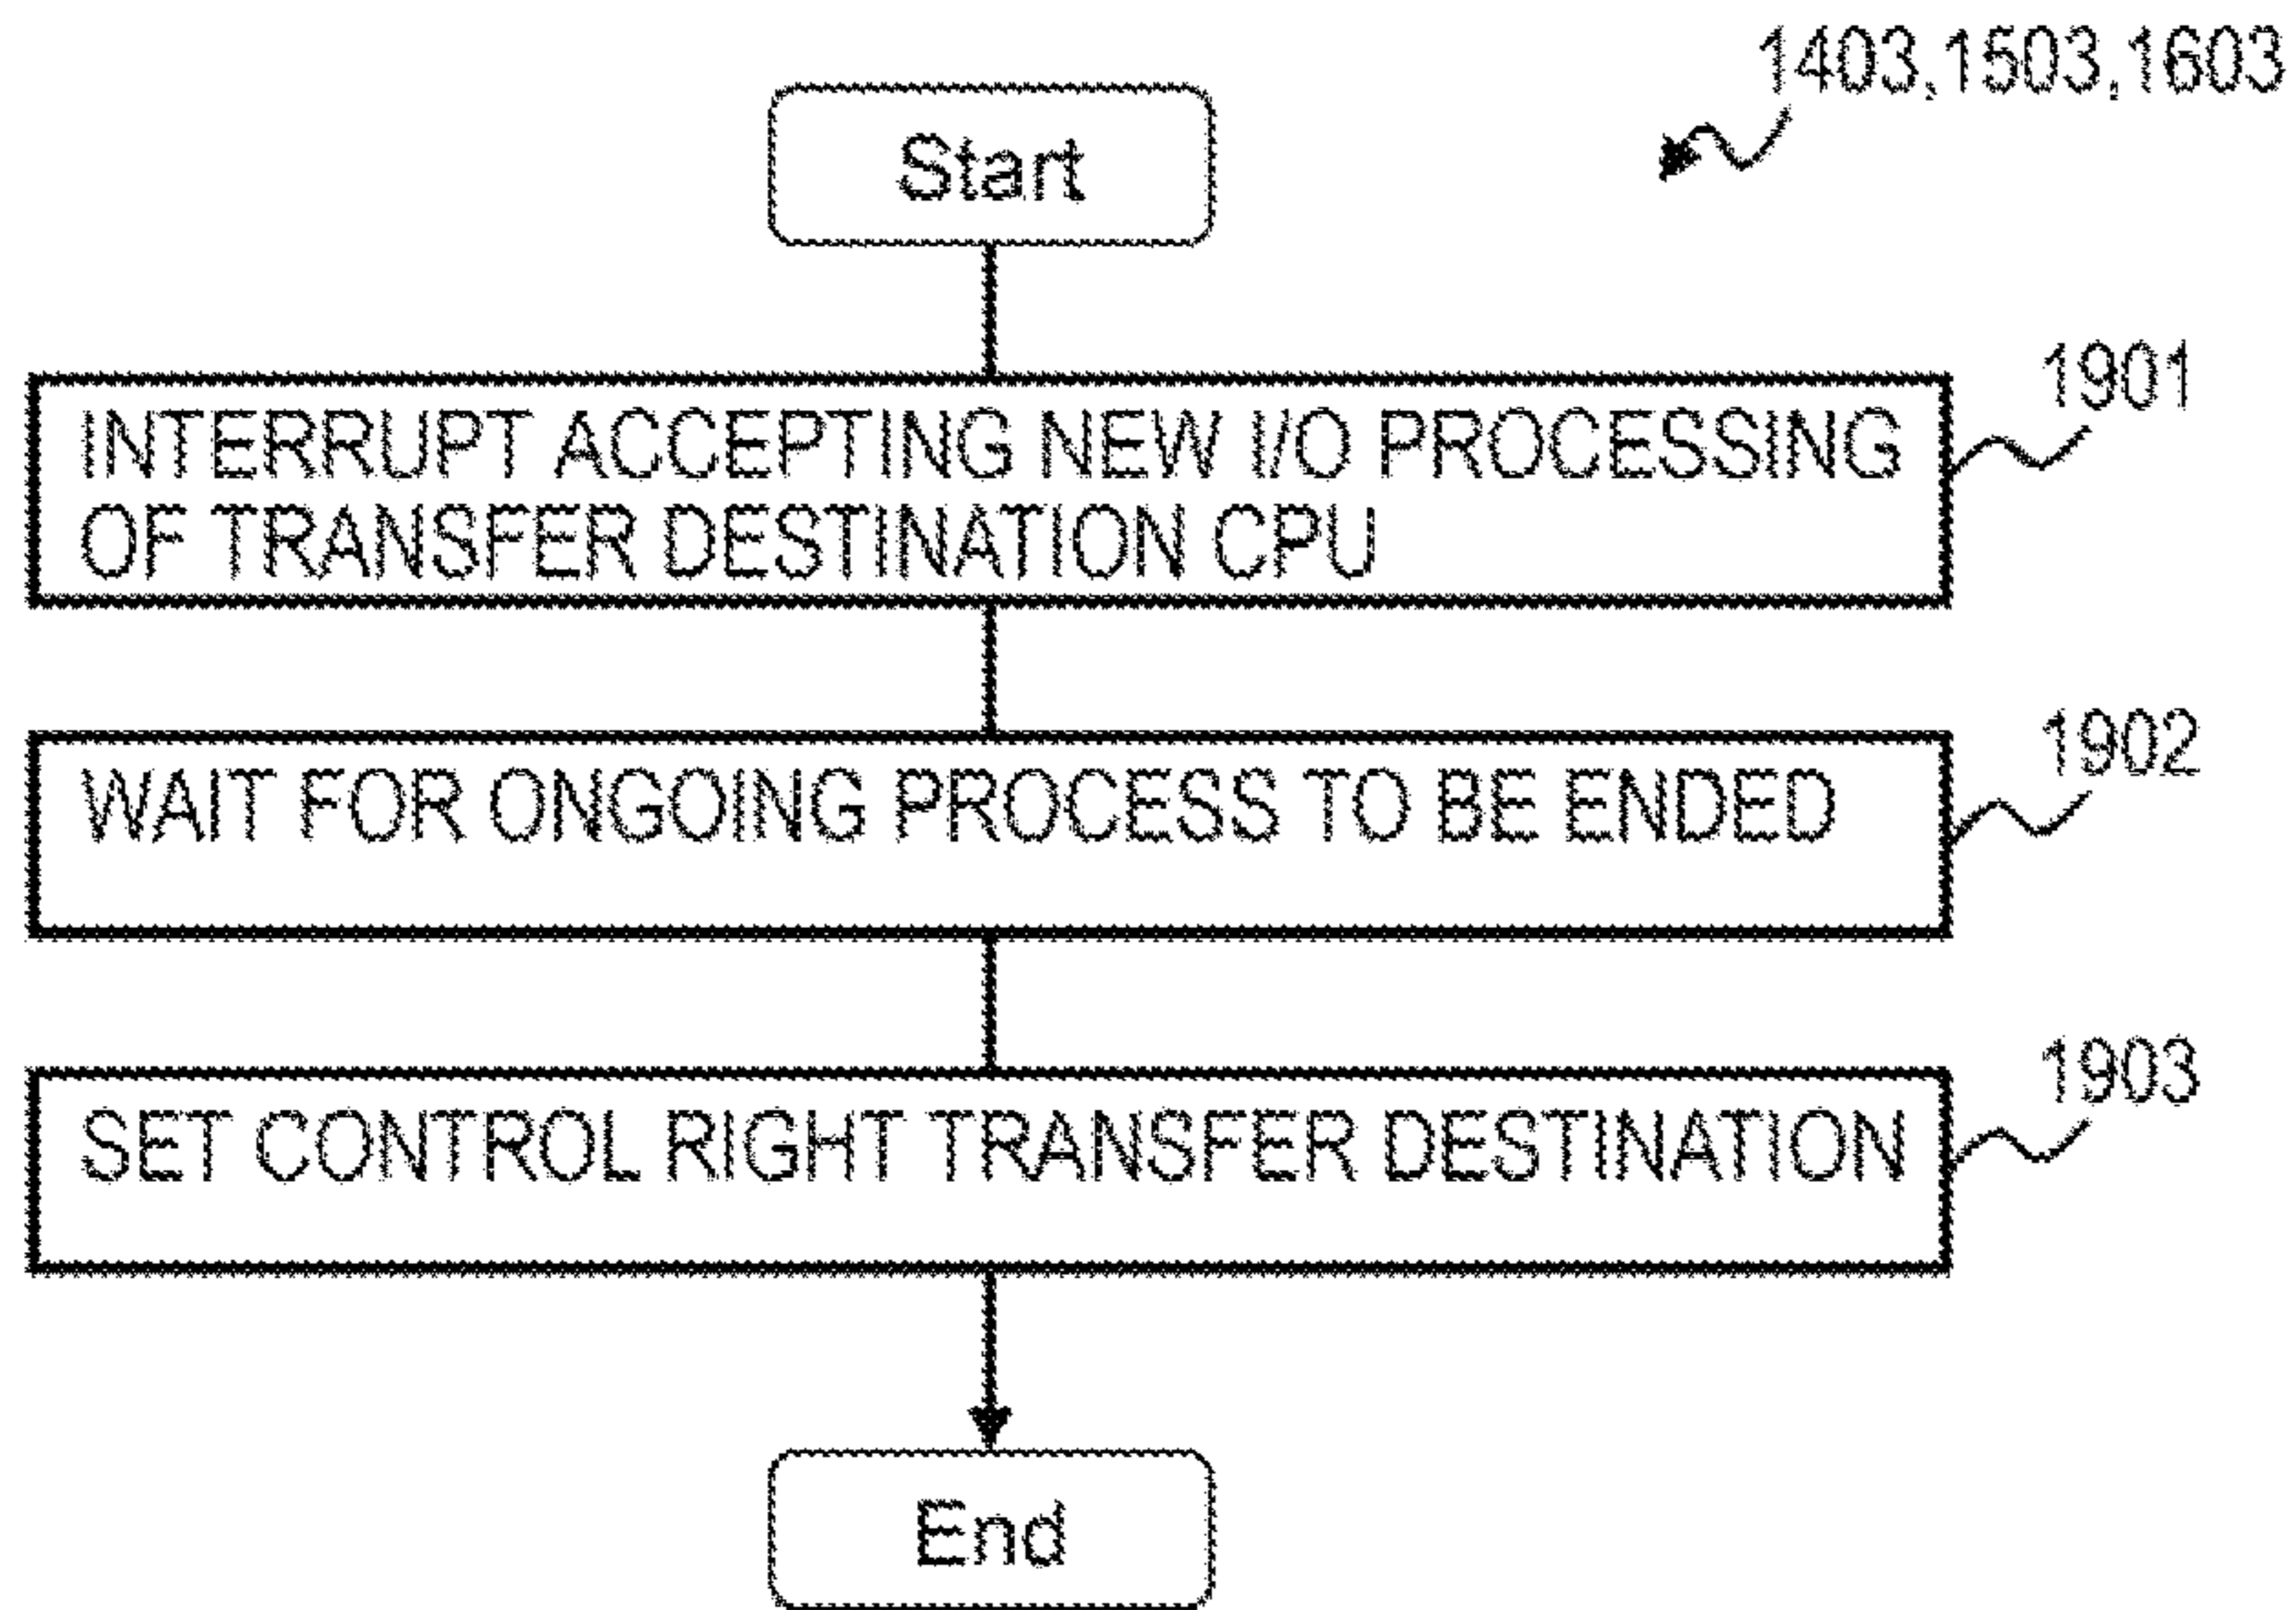 1403,1503,1603
Start
1901
INTERRUPT ACCEPTING NEW I/O PROCESSING
OF TRANSFER DESTINATION CPU
1902
WAIT FOR ONGOING PROCESS TO BE ENDED
1903
SET CONTROL RIGHT TRANSFER DESTINATION
End